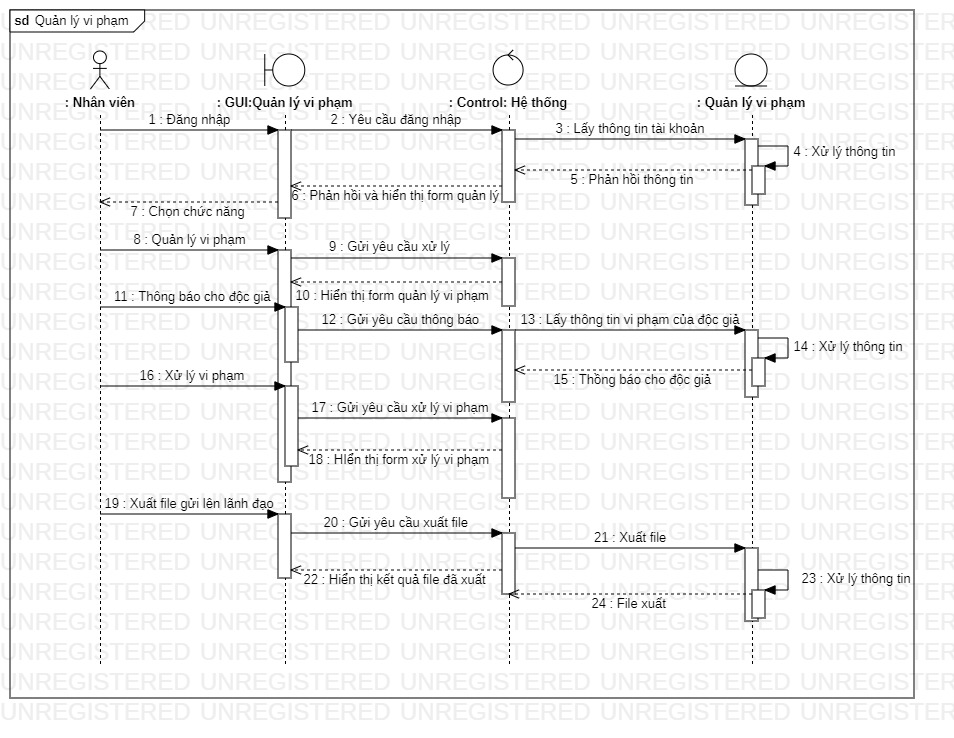 sd Quản lý vi phạm
: Nhân viên
: GUI:Quản lý vi phạm
: Control: Hệ thống
: Quản lý vi phạm
1 : Đăng nhập
2 : Yêu cầu đăng nhập
3 : Lấy thông tin tài khoản
4 : Xử lý thông tin
5 : Phản hồi thông tin
6 : Phản hồi và hiển thị form quản lý
7 : Chọn chức năng
8 : Quản lý vi phạm
9 : Gửi yêu cầu xử lý
10 : Hiển thị form quản lý vi phạm
11 : Thông báo cho độc giả
12 : Gửi yêu cầu thông báo
13 : Lấy thông tin vi phạm của độc giả
14 : Xử lý thông tin
15 : Thồng báo cho độc giả
16 : Xử lý vi phạm
17 : Gửi yêu cầu xử lý vi phạm
18 : HIển thị form xử lý vi phạm
19 : Xuất file gửi lên lãnh đạo
20 : Gửi yêu cầu xuất file
21 : Xuất file
22 : Hiển thị kết quả file đã xuất
23 : Xử lý thông tin
24 : File xuất
UNREGISTERED